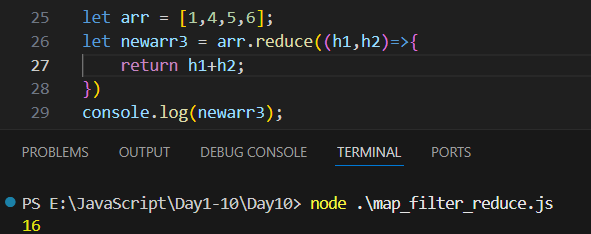 25 let arr = [1,4,5,6];
26 let newarr3 = arr.reduce((h1,h2)=>{
27     return h1+h2;
28 })
29 console.log(newarr3);
PROBLEMS OUTPUT DEBUG CONSOLE TERMINAL PORTS
PS E:\JavaScript\Day1-10\Day10> node .\map_filter_reduce.js
16